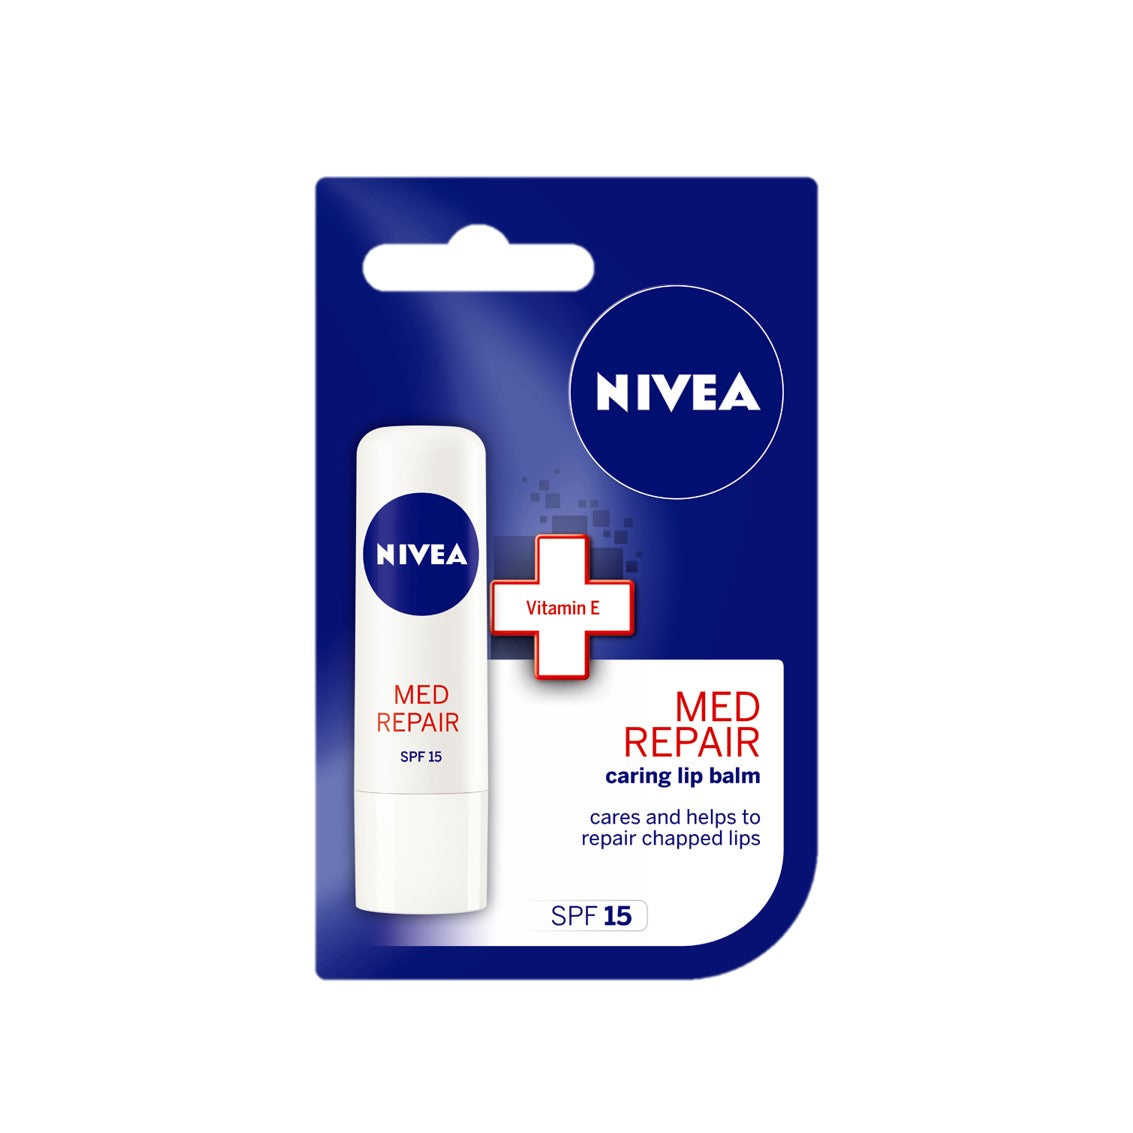 NIVEA
NIVEA
Vitamin E
MED
REPAIR
SPF 15
MED
REPAIR
caring lip balm
cares and helps to
repair chapped lips
SPF 15